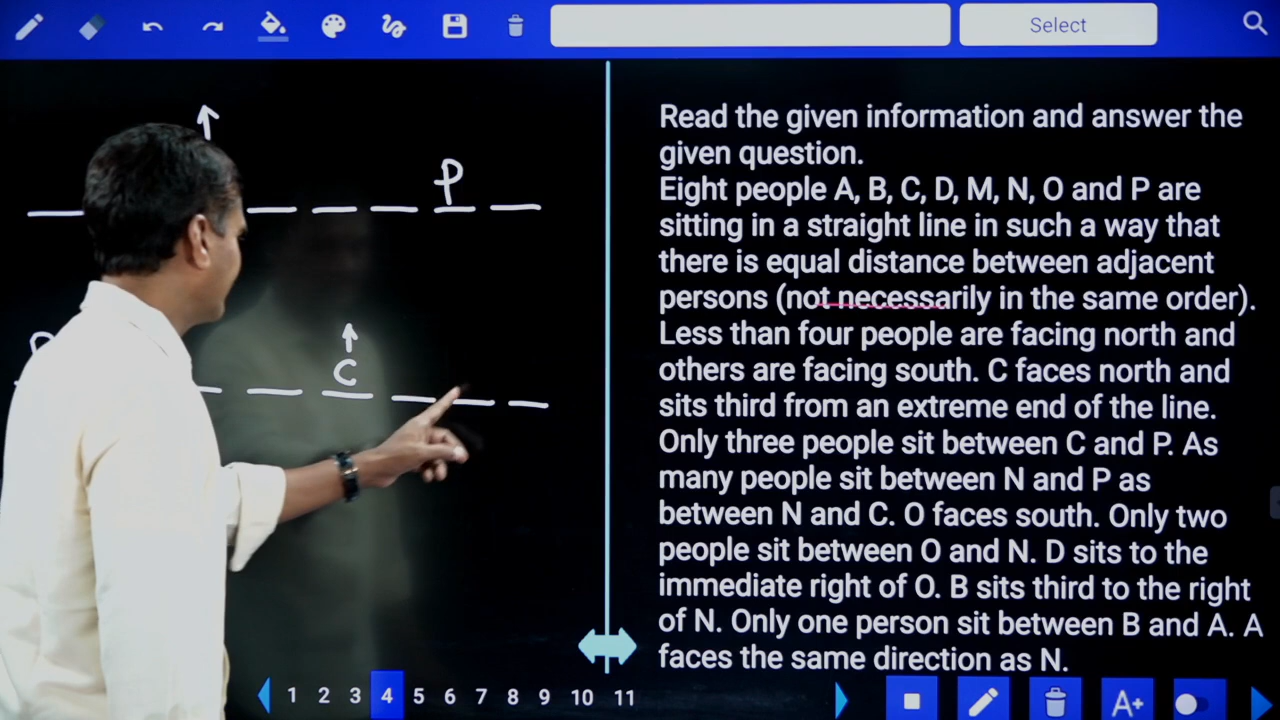 Select
P
C
Read the given information and answer the
given question.
Eight people A, B, C, D, M, N, O and P are
sitting in a straight line in such a way that
there is equal distance between adjacent
persons (not necessarily in the same order).
Less than four people are facing north and
others are facing south. C faces north and
sits third from an extreme end of the line.
Only three people sit between C and P. As
many people sit between N and P as
between N and C. O faces south. Only two
people sit between O and N. D sits to the
immediate right of O. B sits third to the right
of N. Only one person sit between B and A. A
faces the same direction as N.
1 2 3 4 5 6 7 8 9 10 11
A+